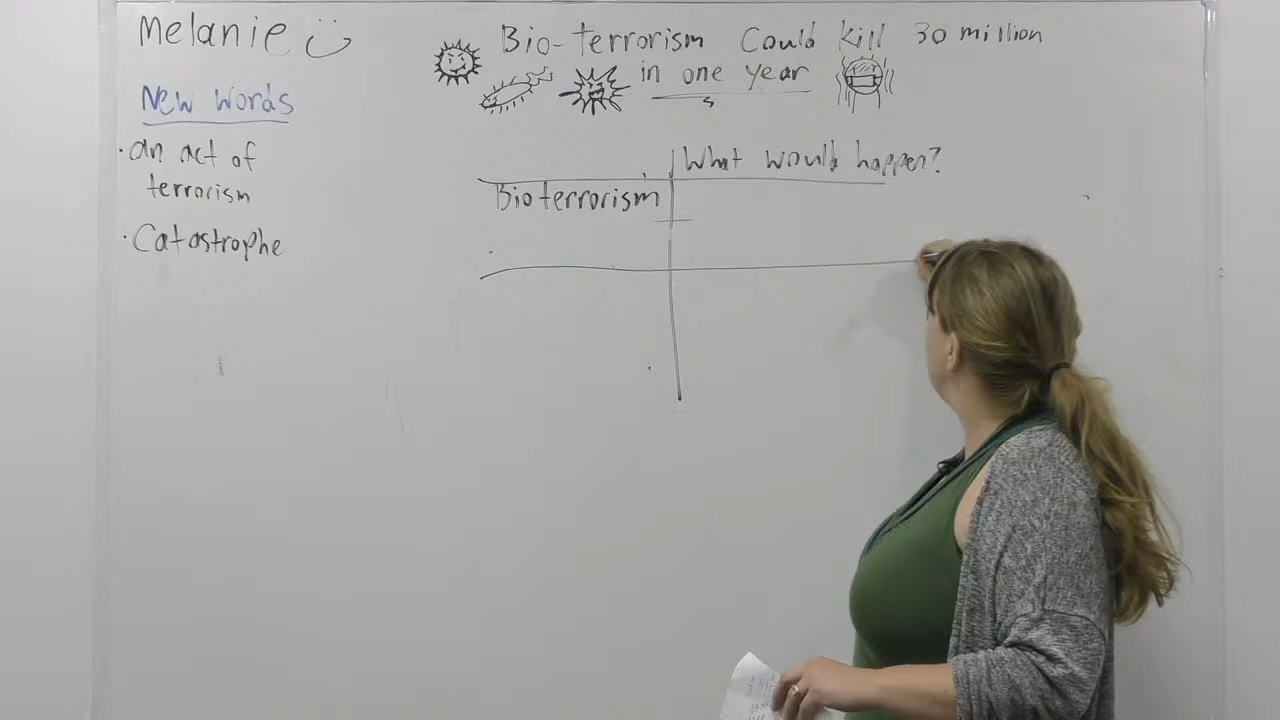 Melanie
New words
· An act of
terrorism
· Catastrophe
Bio-terrorism Could kill 30 million
in one year
What would happen?
Bioterrorism